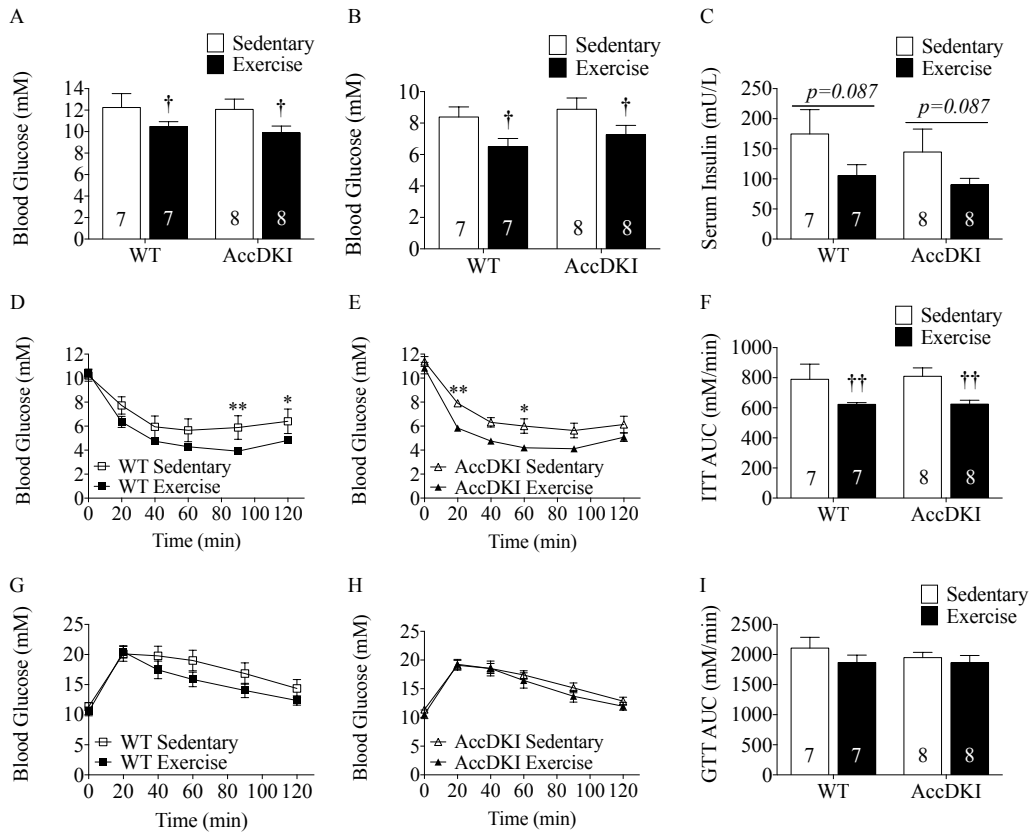 A
Sedentary
Exercise
Blood Glucose (mM)
14
12
10
8
6
4
2
0
† †
7 7 8 8
WT AccDKI
B
Sedentary
Exercise
Blood Glucose (mM)
10
8
6
4
2
0
† †
7 7 8 8
WT AccDKI
C
Sedentary
Exercise
Serum Insulin (mU/L)
250
200
150
100
50
0
p=0.087
p=0.087
7 7 8 8
WT AccDKI
D
Blood Glucose (mM)
12
10
8
6
4
2
0
** *
WT Sedentary
WT Exercise
0 20 40 60 80 100 120
Time (min)
E
Blood Glucose (mM)
12
10
8
6
4
2
0
** *
AccDKI Sedentary
AccDKI Exercise
0 20 40 60 80 100 120
Time (min)
F
Sedentary
Exercise
ITT AUC (mM/min)
1000
800
600
400
200
0
†† ††
7 7 8 8
WT AccDKI
G
Blood Glucose (mM)
25
20
15
10
5
0
WT Sedentary
WT Exercise
0 20 40 60 80 100 120
Time (min)
H
Blood Glucose (mM)
25
20
15
10
5
0
AccDKI Sedentary
AccDKI Exercise
0 20 40 60 80 100 120
Time (min)
I
Sedentary
Exercise
GTT AUC (mM/min)
2500
2000
1500
1000
500
0
7 7 8 8
WT AccDKI